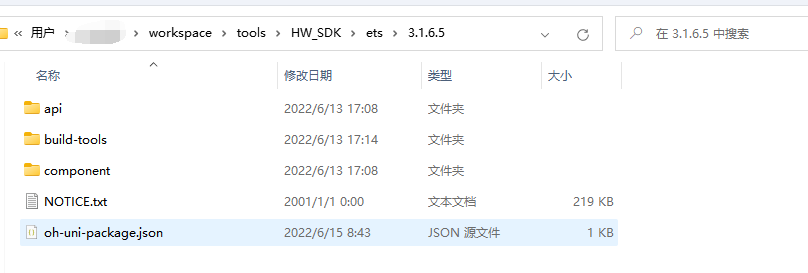 « 用户 › workspace › tools › HW_SDK › ets › 3.1.6.5 在 3.1.6.5 中搜索
名称 修改日期 类型 大小
api 2022/6/13 17:08 文件夹
build-tools 2022/6/13 17:14 文件夹
component 2022/6/13 17:08 文件夹
NOTICE.txt 2001/1/1 0:00 文本文档 219 KB
oh-uni-package.json 2022/6/15 8:43 JSON 源文件 1 KB